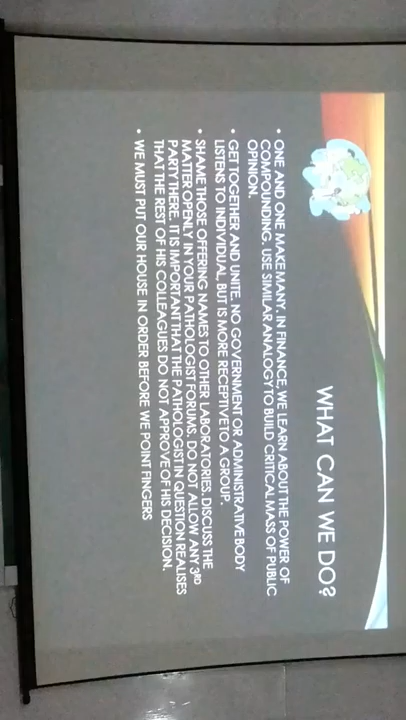 WHAT CAN WE DO?
• ONE AND ONE MAKE MANY. IN FINANCE, WE LEARN ABOUT THE POWER OF
COMPOUNDING. USE SIMILAR ANALOGY TO BUILD CRITICAL MASS OF PUBLIC
OPINION.
• GET TOGETHER AND UNITE. NO GOVERNMENT OR ADMINISTRATIVE BODY
LISTENS TO INDIVIDUAL, BUT IS MORE RECEPTIVE TO A GROUP.
• SHAME THOSE OFFERING NAMES TO OTHER LABORATORIES. DISCUSS THE
MATTER OPENLY IN YOUR PATHOLOGIST FORUMS. DO NOT ALLOW ANY 3RD
PARTY THERE. IT IS IMPORTANT THAT THE PATHOLOGIST IN QUESTION REALISES
THAT THE REST OF HIS COLLEAGUES DO NOT APPROVE OF HIS DECISION.
• WE MUST PUT OUR HOUSE IN ORDER BEFORE WE POINT FINGERS